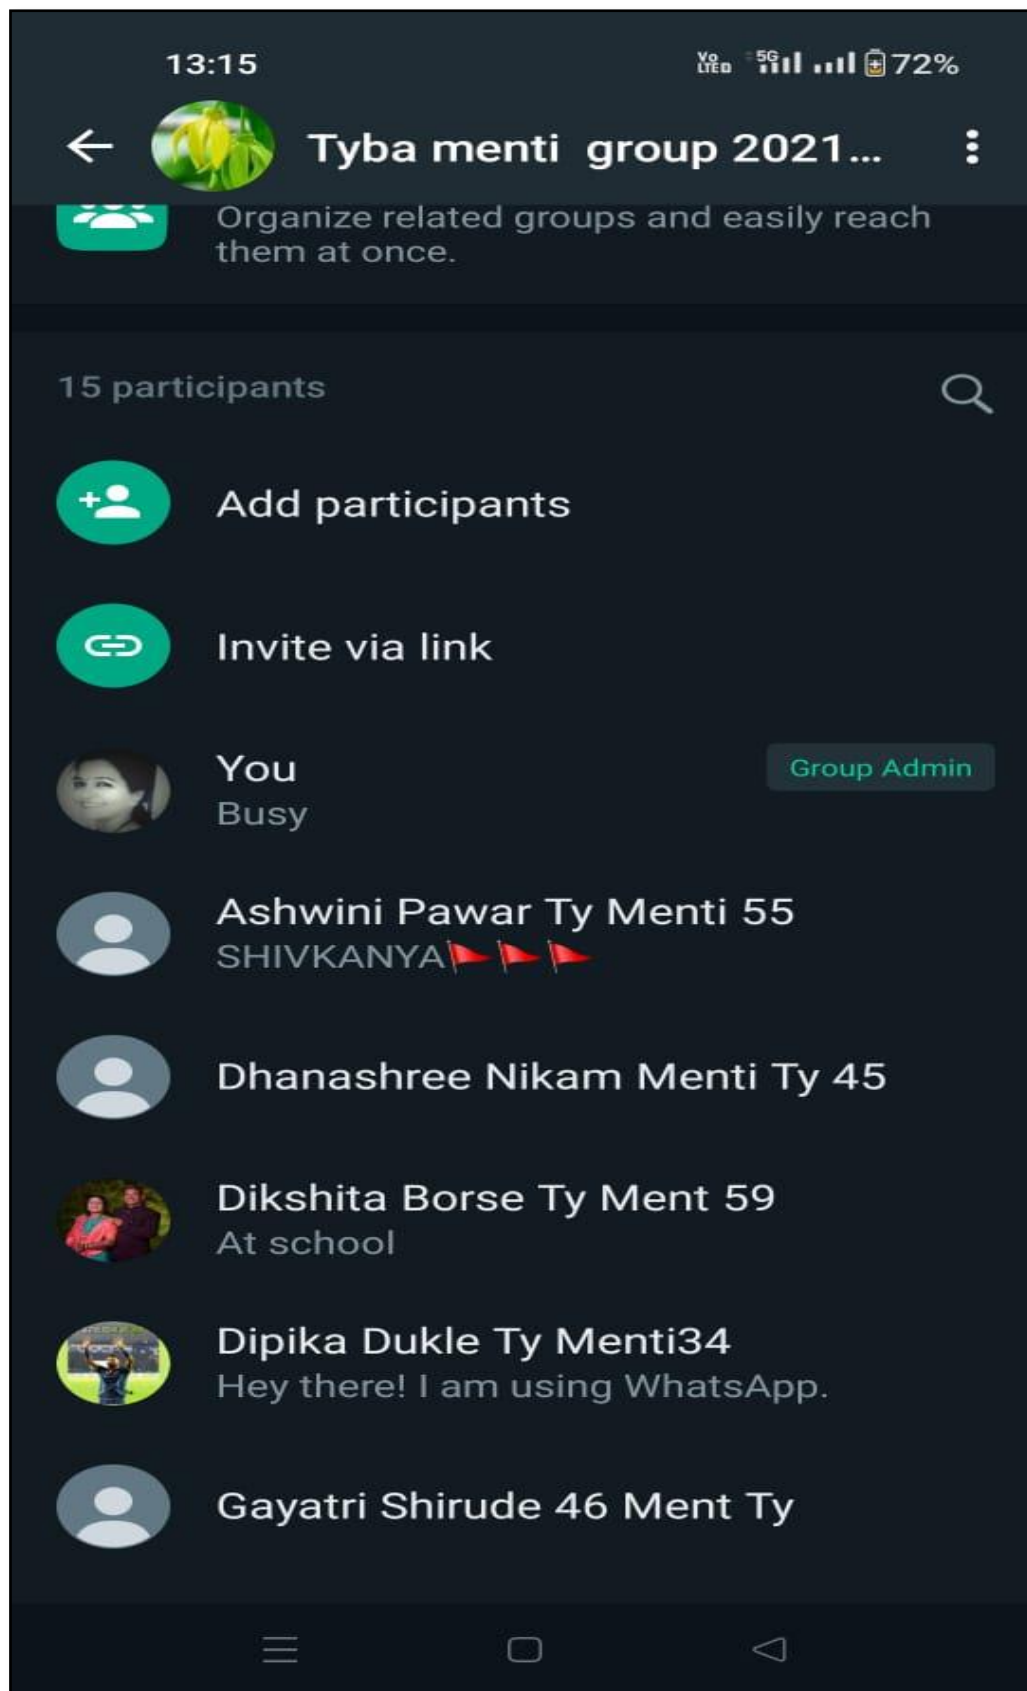 13:15 Vo LTE 5G 72%
Tyba menti group 2021...
Organize related groups and easily reach
them at once.
15 participants
Add participants
Invite via link
You
Group Admin
Busy
Ashwini Pawar Ty Menti 55
SHIVKANYA🚩🚩🚩
Dhanashree Nikam Menti Ty 45
Dikshita Borse Ty Ment 59
At school
Dipika Dukle Ty Menti34
Hey there! I am using WhatsApp.
Gayatri Shirude 46 Ment Ty